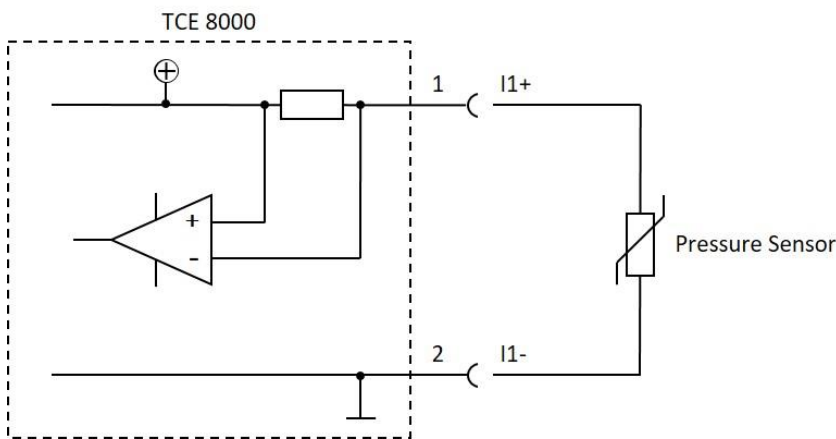 TCE 8000
1 I1+
+
-
Pressure Sensor
2 I1-